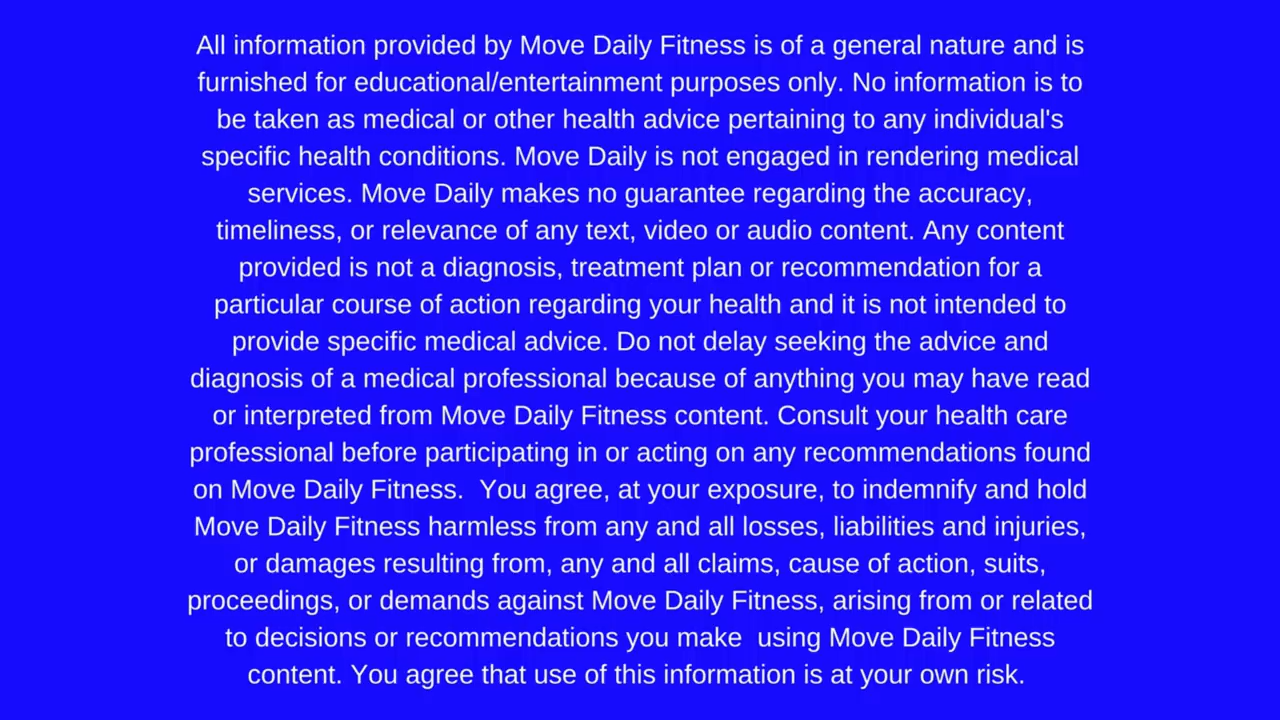 All information provided by Move Daily Fitness is of a general nature and is
furnished for educational/entertainment purposes only. No information is to
be taken as medical or other health advice pertaining to any individual's
specific health conditions. Move Daily is not engaged in rendering medical
services. Move Daily makes no guarantee regarding the accuracy,
timeliness, or relevance of any text, video or audio content. Any content
provided is not a diagnosis, treatment plan or recommendation for a
particular course of action regarding your health and it is not intended to
provide specific medical advice. Do not delay seeking the advice and
diagnosis of a medical professional because of anything you may have read
or interpreted from Move Daily Fitness content. Consult your health care
professional before participating in or acting on any recommendations found
on Move Daily Fitness.  You agree, at your exposure, to indemnify and hold
Move Daily Fitness harmless from any and all losses, liabilities and injuries,
or damages resulting from, any and all claims, cause of action, suits,
proceedings, or demands against Move Daily Fitness, arising from or related
to decisions or recommendations you make  using Move Daily Fitness
content. You agree that use of this information is at your own risk.